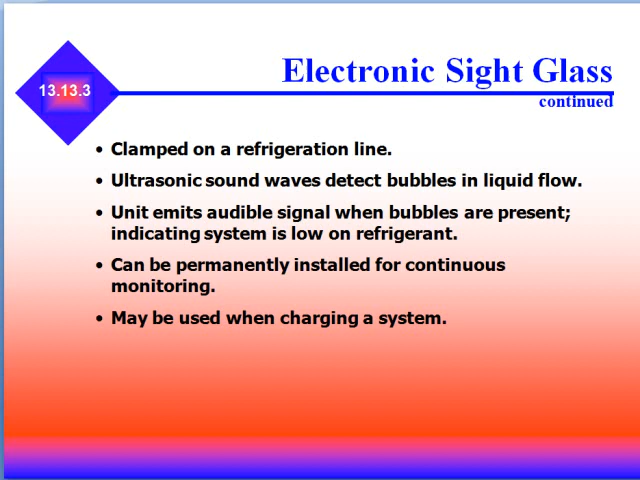 Electronic Sight Glass
13.13.3
continued
• Clamped on a refrigeration line.
• Ultrasonic sound waves detect bubbles in liquid flow.
• Unit emits audible signal when bubbles are present;
indicating system is low on refrigerant.
• Can be permanently installed for continuous
monitoring.
• May be used when charging a system.